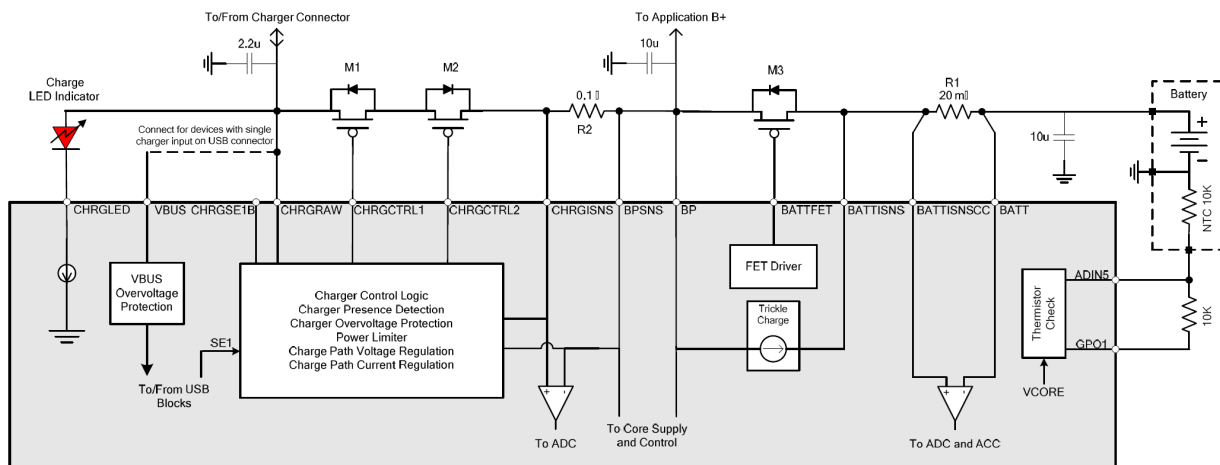 To/From Charger Connector
To Application B+
2.2u
10u
M1
M2
M3
R1
20 m▯
0.1▯
R2
Charge
LED Indicator
Connect for devices with single
charger input on USB connector
Battery
+
-
10u
NTC 10K
CHRGLED
VBUS
CHRGSE1B
CHRGRAW
CHRGCTRL1
CHRGCTRL2
CHRGISNS
BPSNS
BP
BATTFET
BATTISNS
BATTISNSCC
BATT
VBUS
Overvoltage
Protection
Charger Control Logic
Charger Presence Detection
Charger Overvoltage Protection
Power Limiter
Charge Path Voltage Regulation
Charge Path Current Regulation
FET Driver
Trickle
Charge
Thermistor
Check
ADIN5
10K
GPO1
SE1
VCORE
To/From USB
Blocks
+ -
To ADC
To Core Supply
and Control
+ -
To ADC and ACC